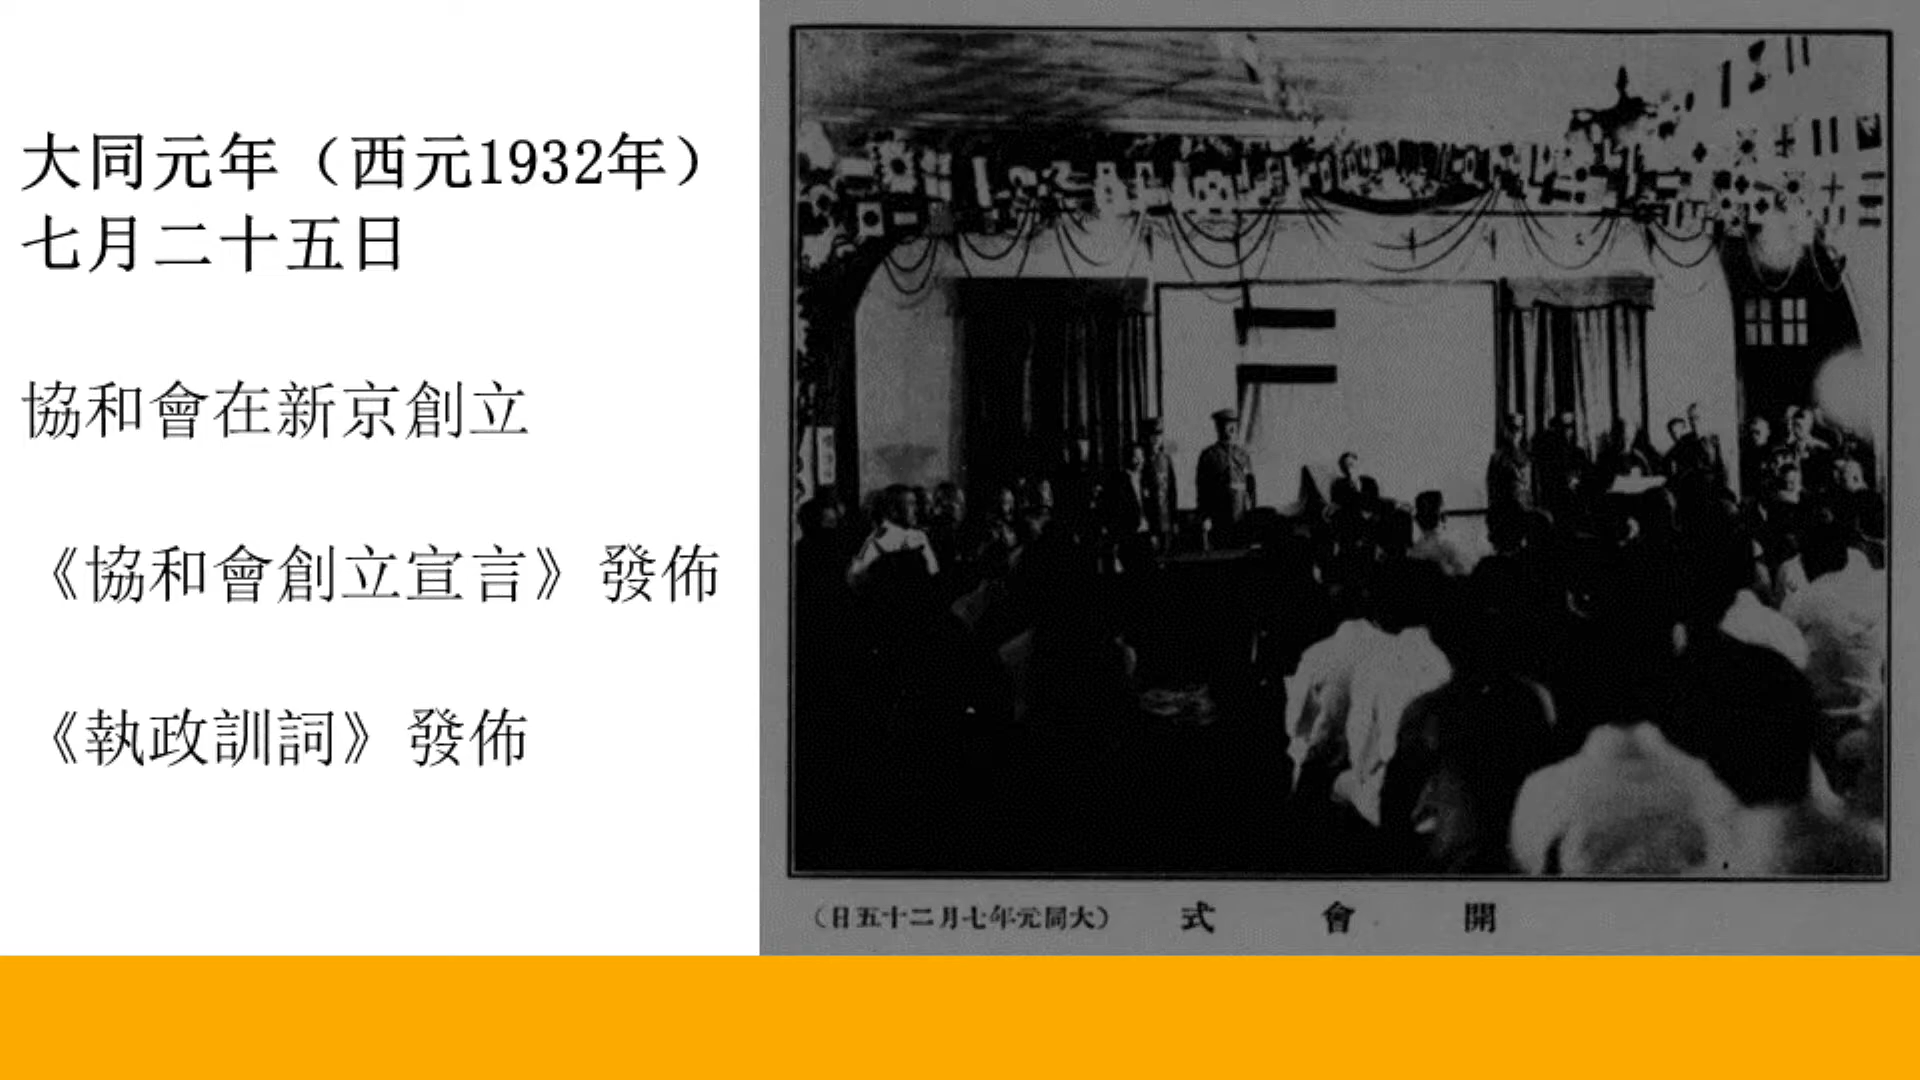 大同元年（西元1932年）
七月二十五日
協和會在新京創立
《協和會創立宣言》發佈
《執政訓詞》發佈
開會式（大同元年七月二十五日）